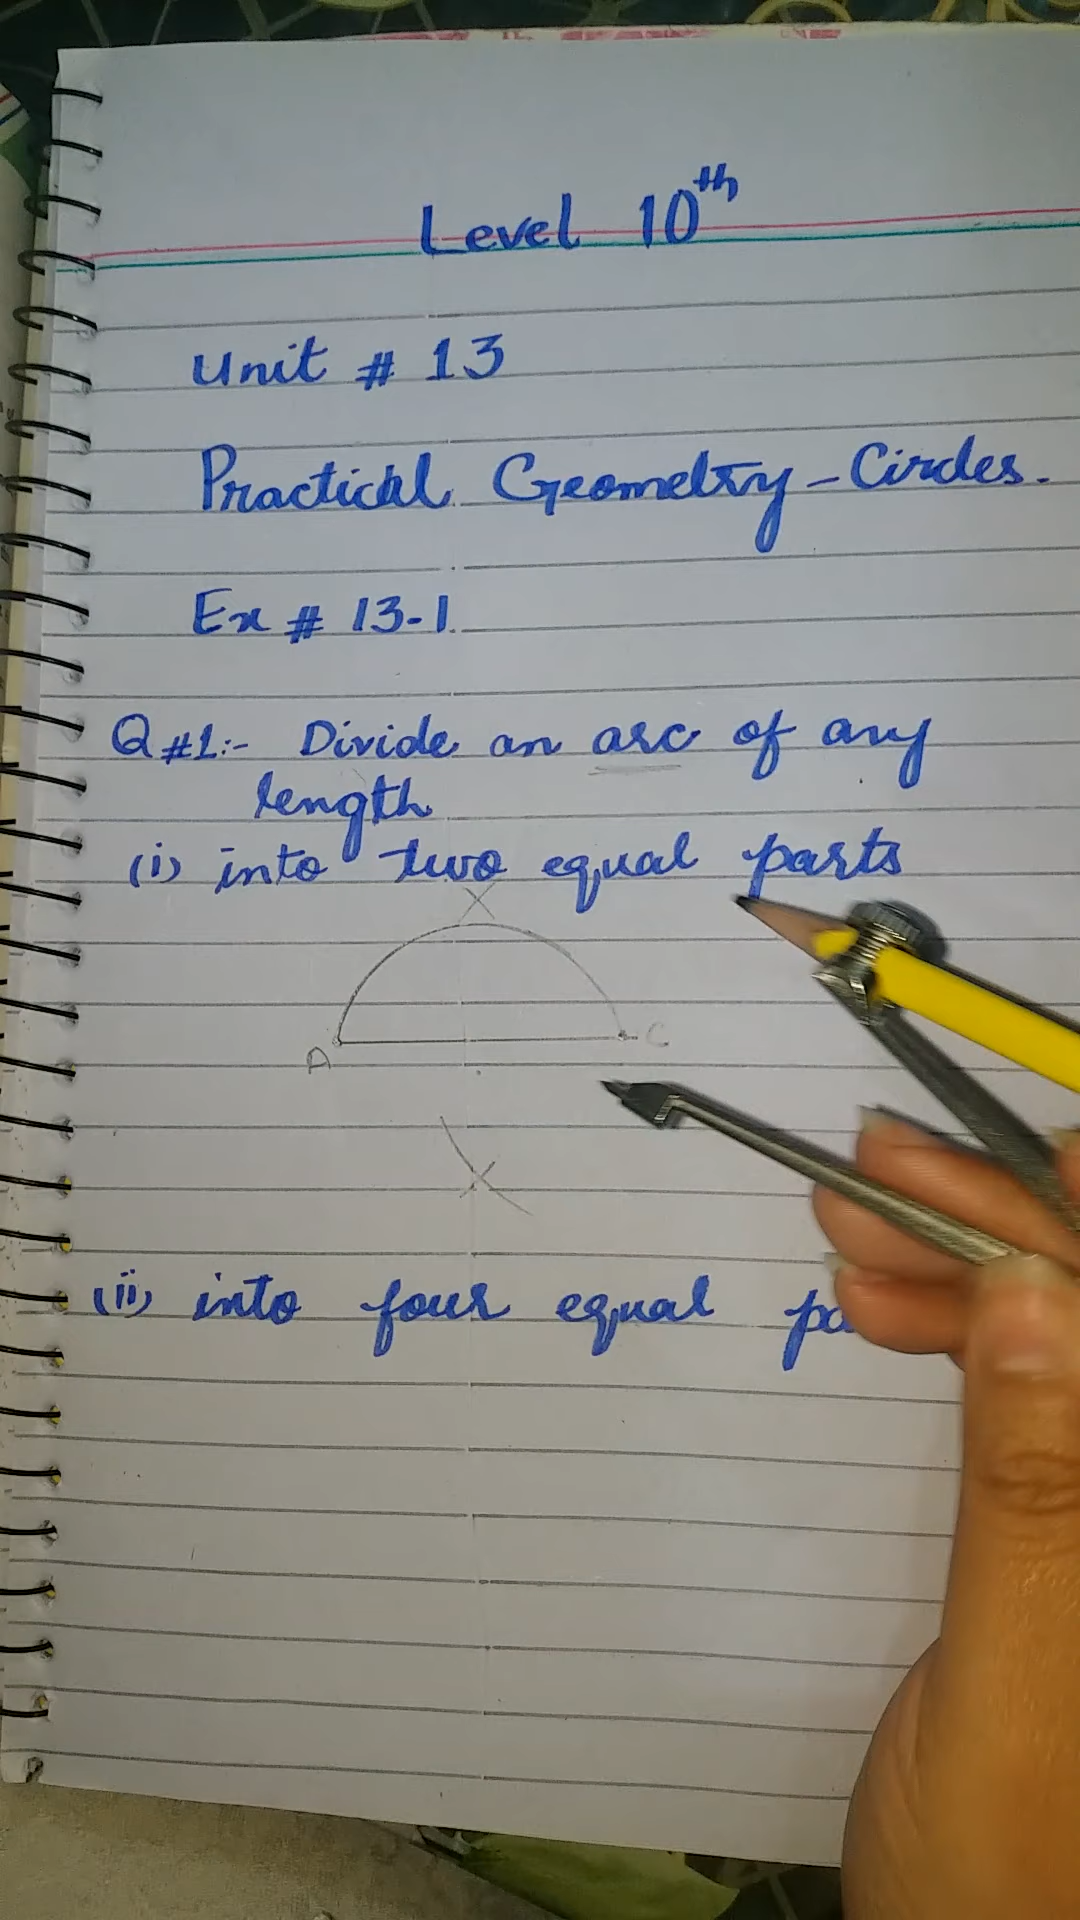 Level 10th
Unit # 13
Practical Geometry - Circles.
Ex # 13-1.
Q#1:- Divide an arc of any
length
(i) into two equal parts
A C
(ii) into four equal